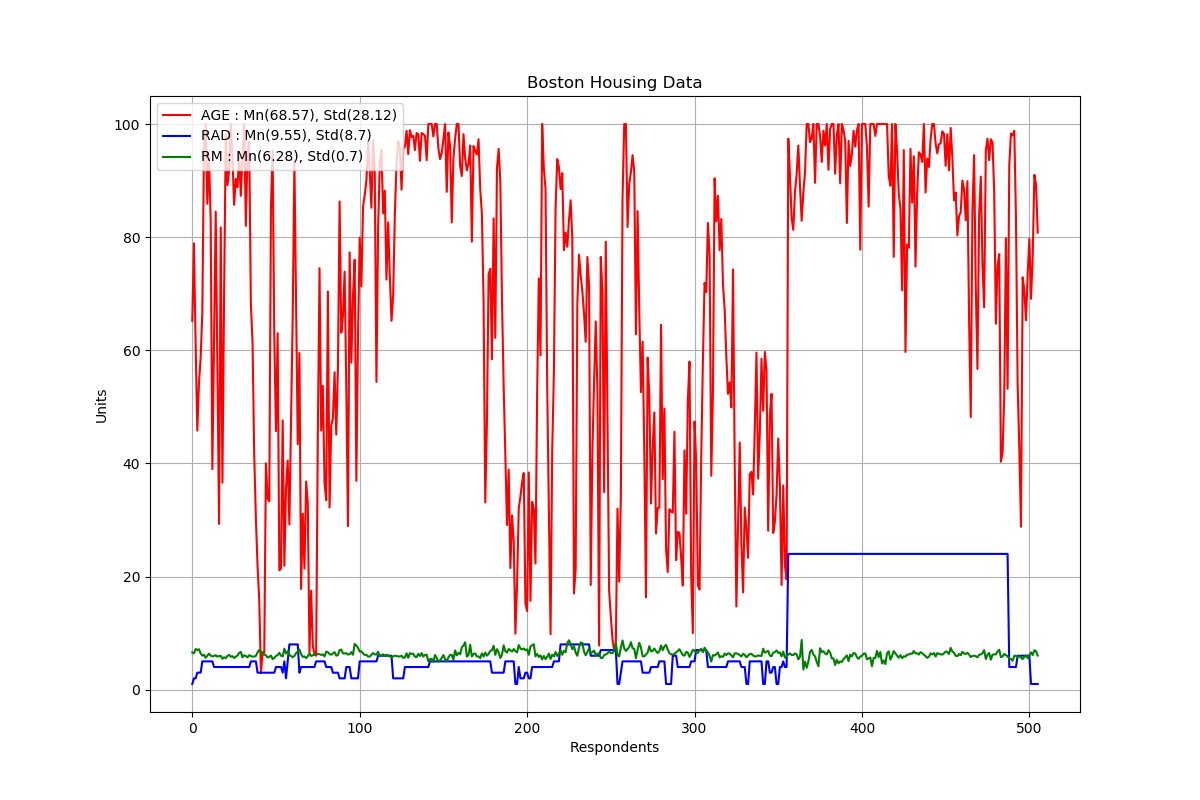 Boston Housing Data
AGE : Mn(68.57), Std(28.12)
RAD : Mn(9.55), Std(8.7)
RM : Mn(6.28), Std(0.7)
100
80
60
40
20
0
Units
0 100 200 300 400 500
Respondents